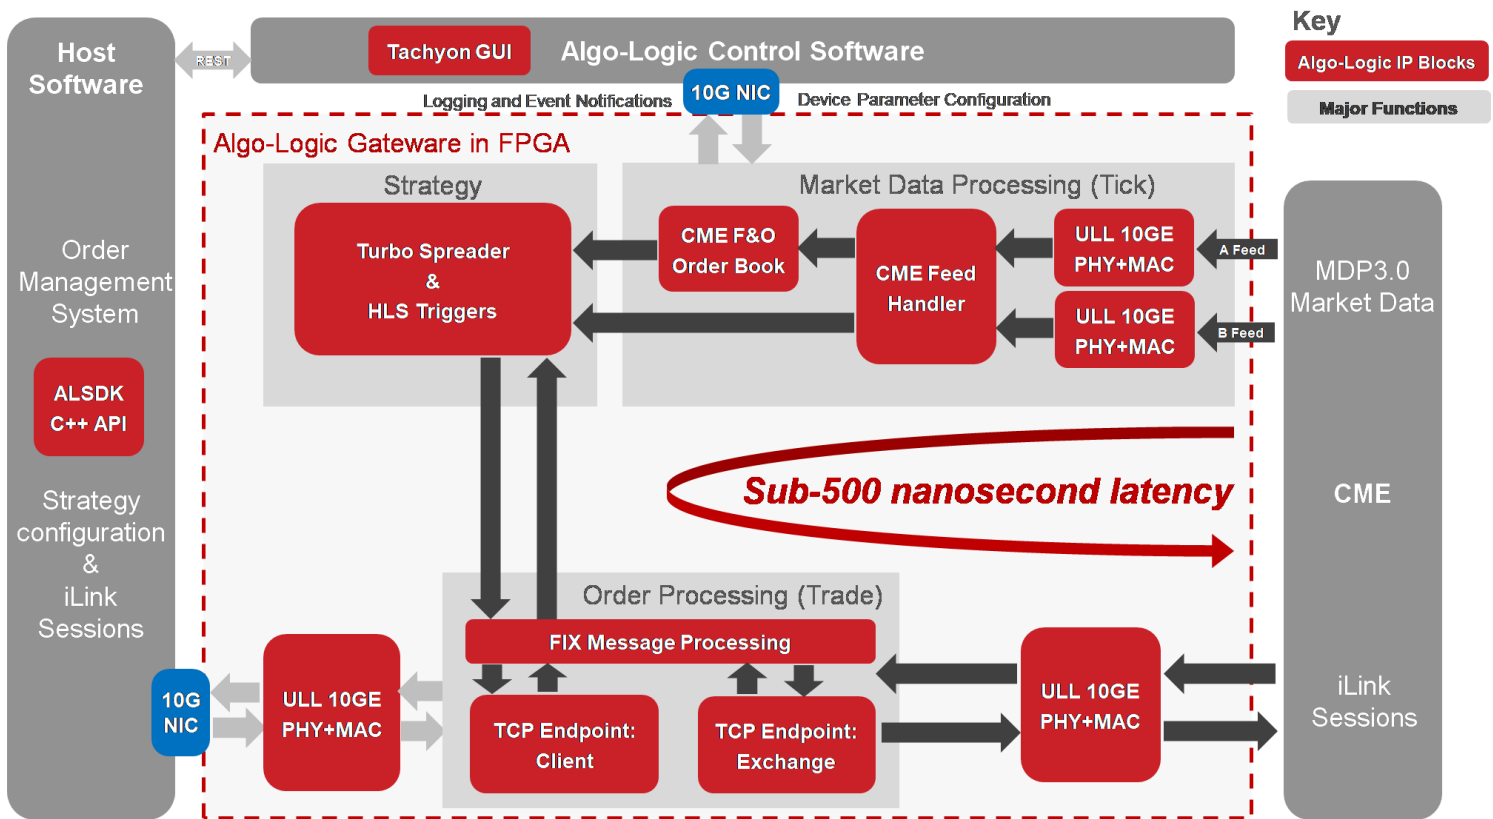 Key
Algo-Logic IP Blocks
Major Functions
Host
Software
REST
Tachyon GUI
Algo-Logic Control Software
Logging and Event Notifications
10G NIC
Device Parameter Configuration
Algo-Logic Gateware in FPGA
Strategy
Turbo Spreader
&
HLS Triggers
Market Data Processing (Tick)
CME F&O
Order Book
CME Feed
Handler
ULL 10GE
PHY+MAC
ULL 10GE
PHY+MAC
A Feed
B Feed
MDP3.0
Market Data
CME
iLink
Sessions
Order
Management
System
ALSDK
C++ API
Strategy
configuration
&
iLink
Sessions
Sub-500 nanosecond latency
Order Processing (Trade)
FIX Message Processing
TCP Endpoint:
Client
TCP Endpoint:
Exchange
10G
NIC
ULL 10GE
PHY+MAC
ULL 10GE
PHY+MAC